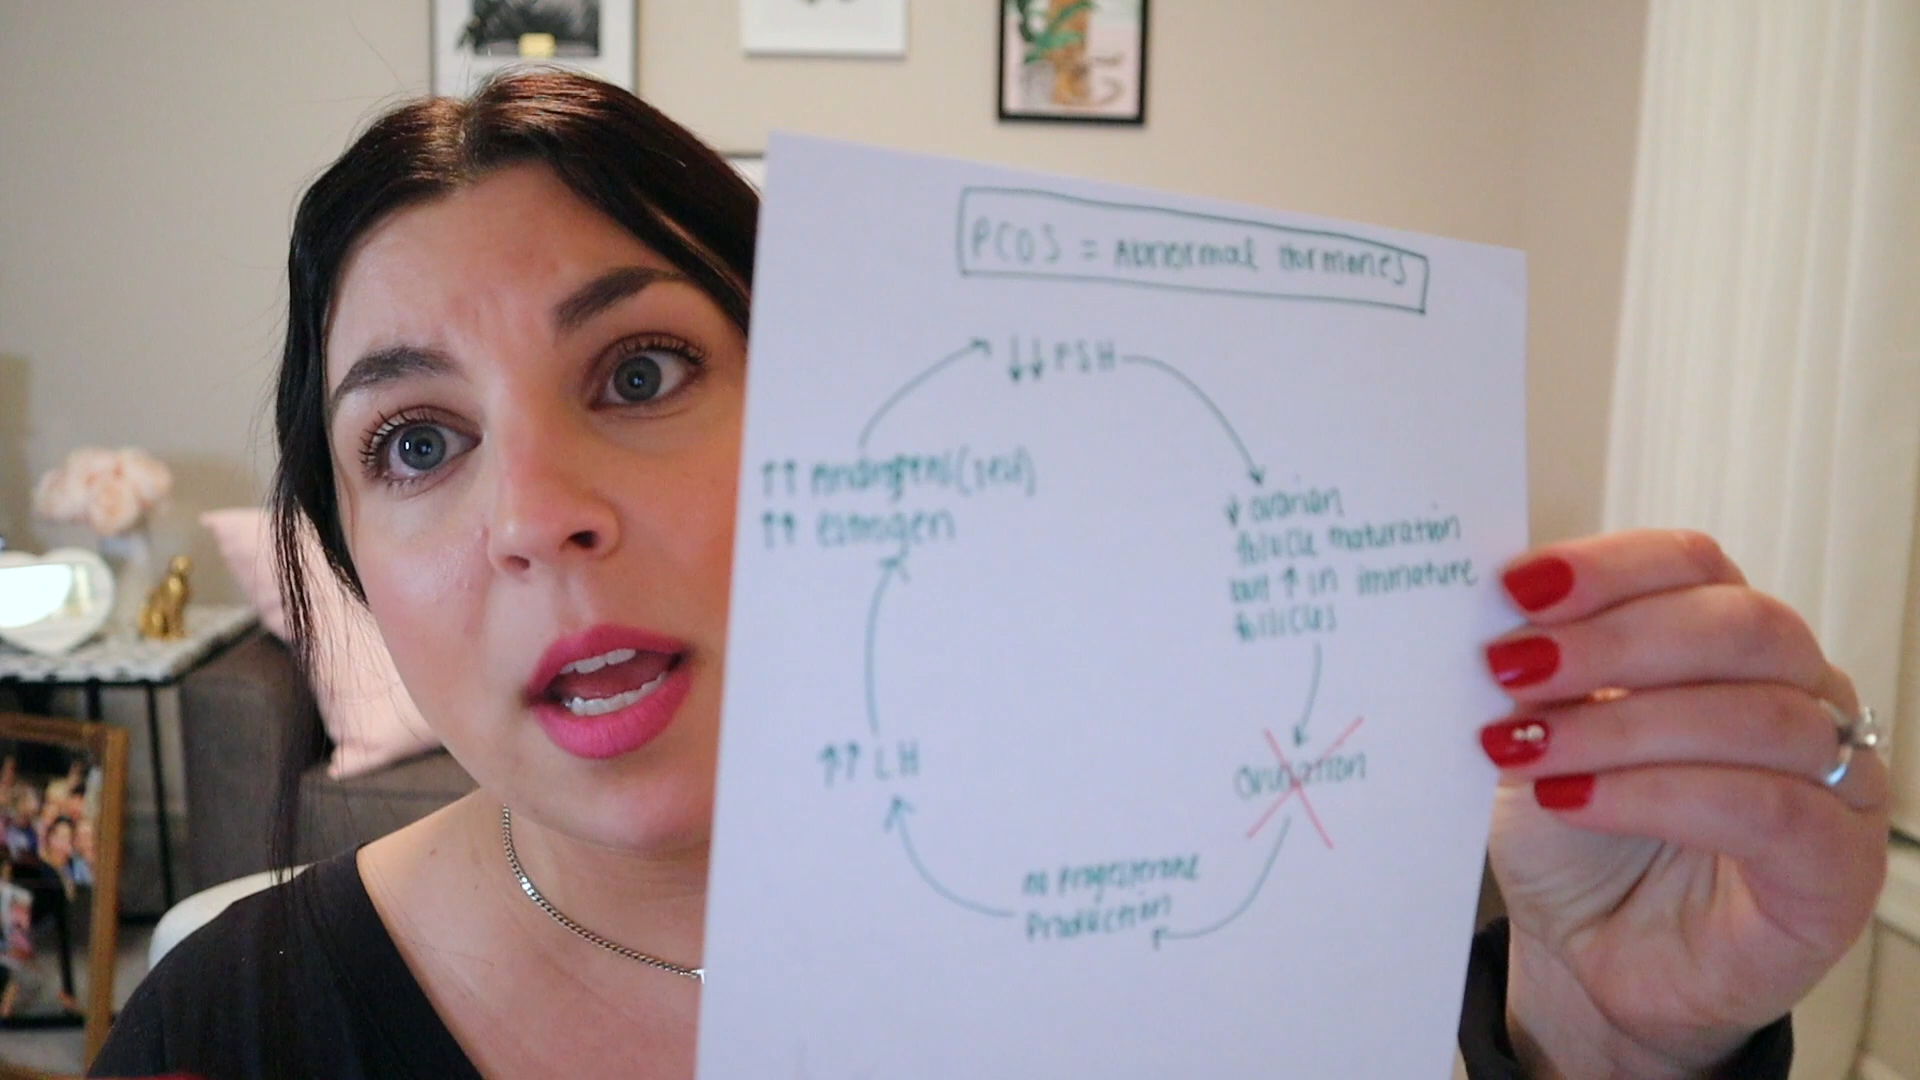 PCOS = Abnormal Hormones
↓↓ FSH
↓ ovarian
follicle maturation
but ↑ in immature
follicles
ovulation
no progesterone
production
↑↑ LH
↑↑ Androgens (test)
↑↑ estrogen